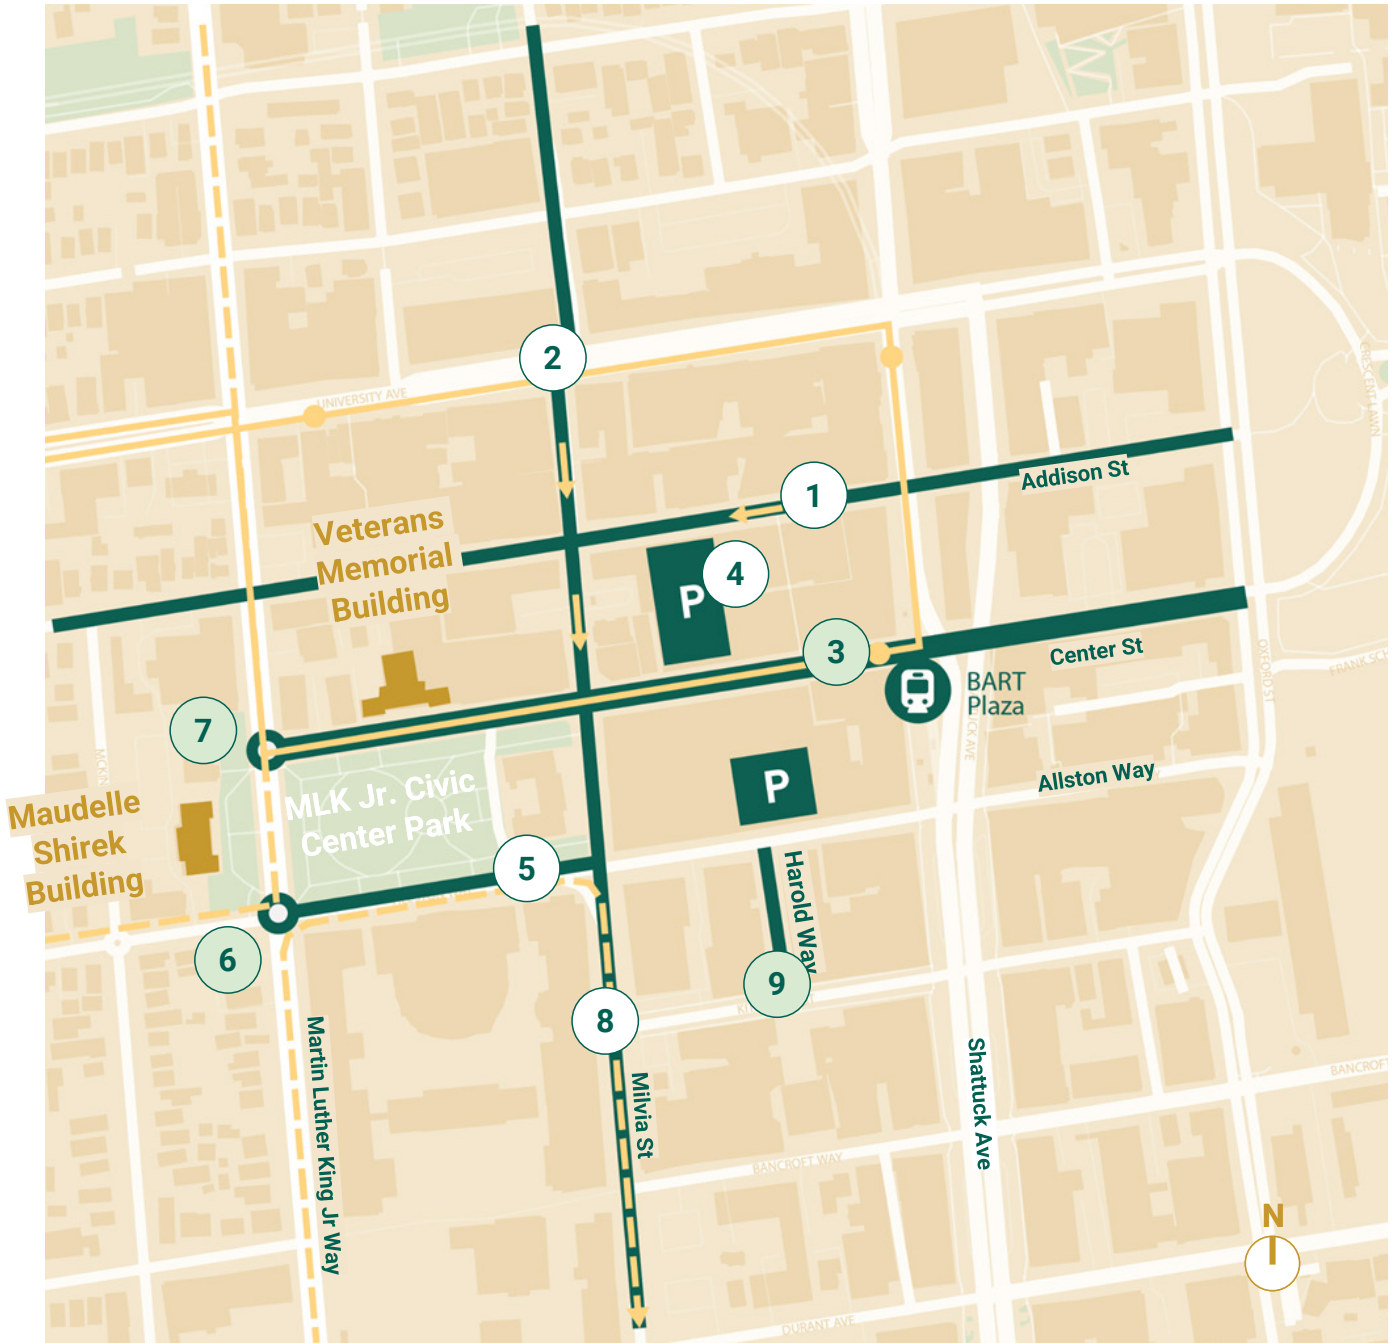 2
UNIVERSITY AVE
CRESCENT LAWN
1
Addison St
Veterans
Memorial
Building
4
P
3
Center St
BART
Plaza
OXFORD ST
7
P
Allston Way
MLK Jr. Civic
Center Park
Maudelle
Shirek
Building
5
Harold Way
6
9
8
Martin Luther King Jr Way
Milvia St
Shattuck Ave
BANCROFT
BANCROFT WAY
N
DURANT AVE